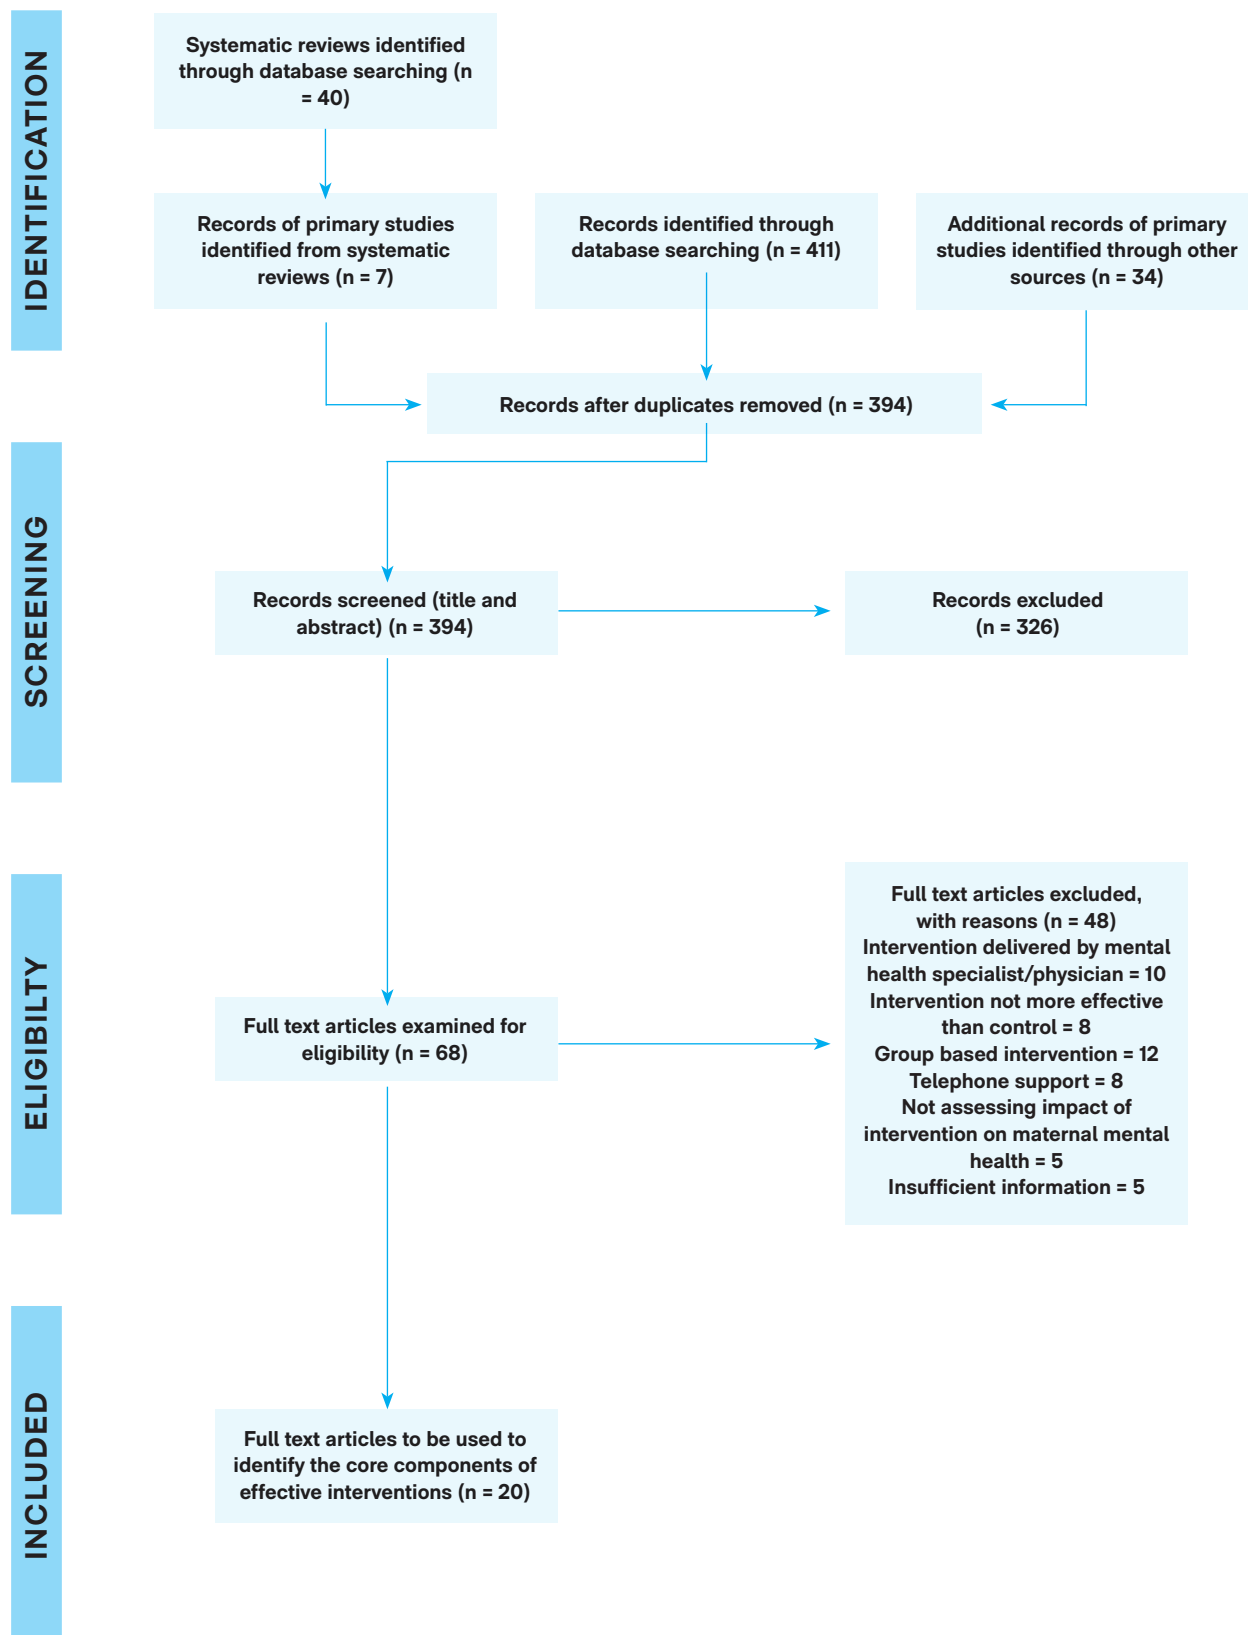 IDENTIFICATION
Systematic reviews identified
through database searching (n
= 40)
Records of primary studies
identified from systematic
reviews (n = 7)
Records identified through
database searching (n = 411)
Additional records of primary
studies identified through other
sources (n = 34)
Records after duplicates removed (n = 394)
SCREENING
Records screened (title and
abstract) (n = 394)
Records excluded
(n = 326)
ELIGIBILTY
Full text articles examined for
eligibility (n = 68)
Full text articles excluded,
with reasons (n = 48)
Intervention delivered by mental
health specialist/physician = 10
Intervention not more effective
than control = 8
Group based intervention = 12
Telephone support = 8
Not assessing impact of
intervention on maternal mental
health = 5
Insufficient information = 5
INCLUDED
Full text articles to be used to
identify the core components of
effective interventions (n = 20)